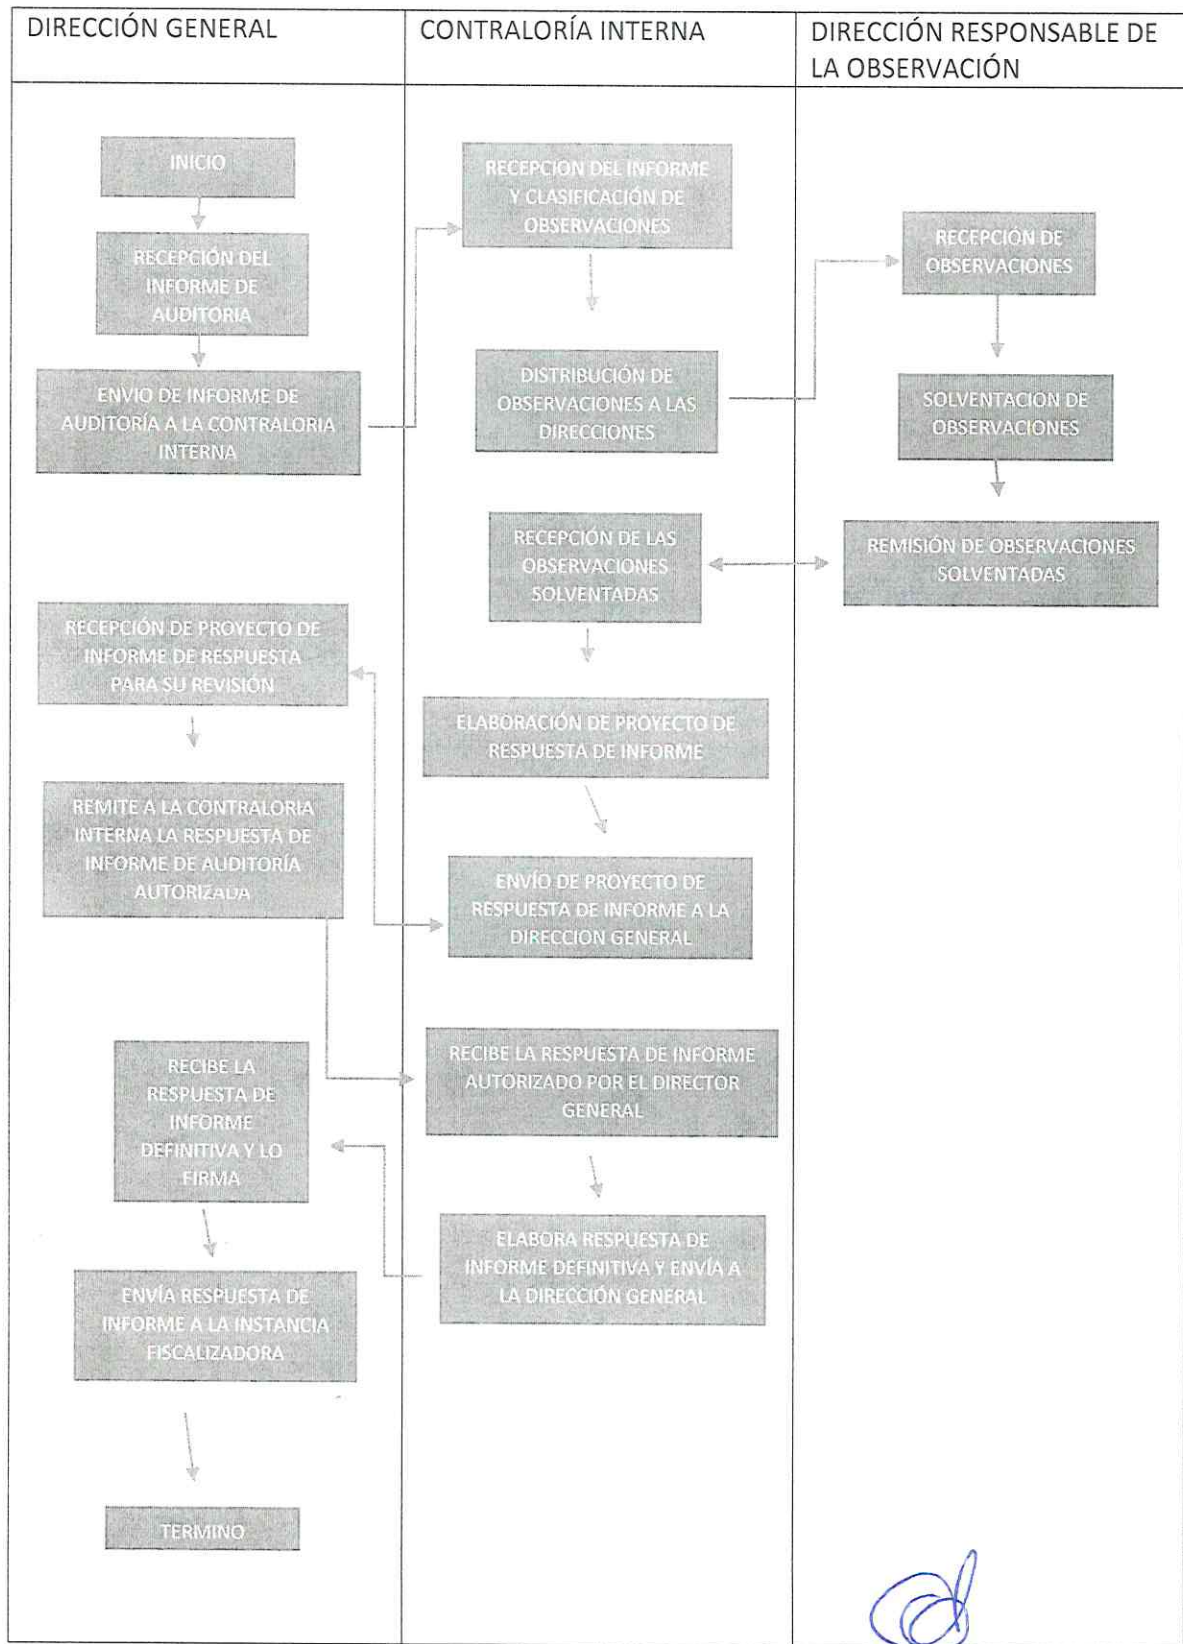 DIRECCIÓN GENERAL
CONTRALORÍA INTERNA
DIRECCIÓN RESPONSABLE DE
LA OBSERVACIÓN
INICIO
RECEPCIÓN DEL
INFORME DE
AUDITORIA
ENVIO DE INFORME DE
AUDITORÍA A LA CONTRALORIA
INTERNA
RECEPCION DEL INFORME
Y CLASIFICACIÓN DE
OBSERVACIONES
DISTRIBUCIÓN DE
OBSERVACIONES A LAS
DIRECCIONES
RECEPCIÓN DE
OBSERVACIONES
SOLVENTACION DE
OBSERVACIONES
REMISIÓN DE OBSERVACIONES
SOLVENTADAS
RECEPCIÓN DE LAS
OBSERVACIONES
SOLVENTADAS
ELABORACIÓN DE PROYECTO DE
RESPUESTA DE INFORME
ENVÍO DE PROYECTO DE
RESPUESTA DE INFORME A LA
DIRECCION GENERAL
RECEPCIÓN DE PROYECTO DE
INFORME DE RESPUESTA
PARA SU REVISIÓN
REMITE A LA CONTRALORIA
INTERNA LA RESPUESTA DE
INFORME DE AUDITORÍA
AUTORIZADA
RECIBE LA RESPUESTA DE INFORME
AUTORIZADO POR EL DIRECTOR
GENERAL
ELABORA RESPUESTA DE
INFORME DEFINITIVA Y ENVÍA A
LA DIRECCIÓN GENERAL
RECIBE LA
RESPUESTA DE
INFORME
DEFINITIVA Y LO
FIRMA
ENVÍA RESPUESTA DE
INFORME A LA INSTANCIA
FISCALIZADORA
TERMINO